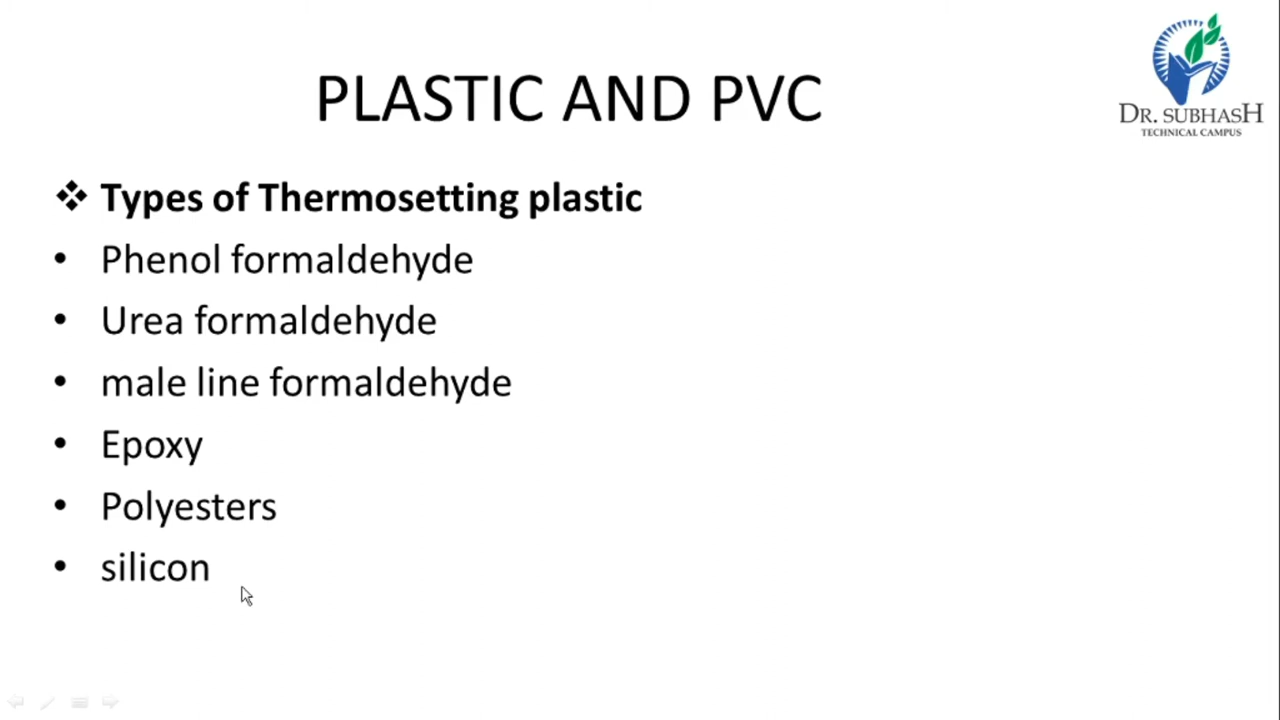 DR. SUBHASH
TECHNICAL CAMPUS
PLASTIC AND PVC
❖ Types of Thermosetting plastic
• Phenol formaldehyde
• Urea formaldehyde
• male line formaldehyde
• Epoxy
• Polyesters
• silicon